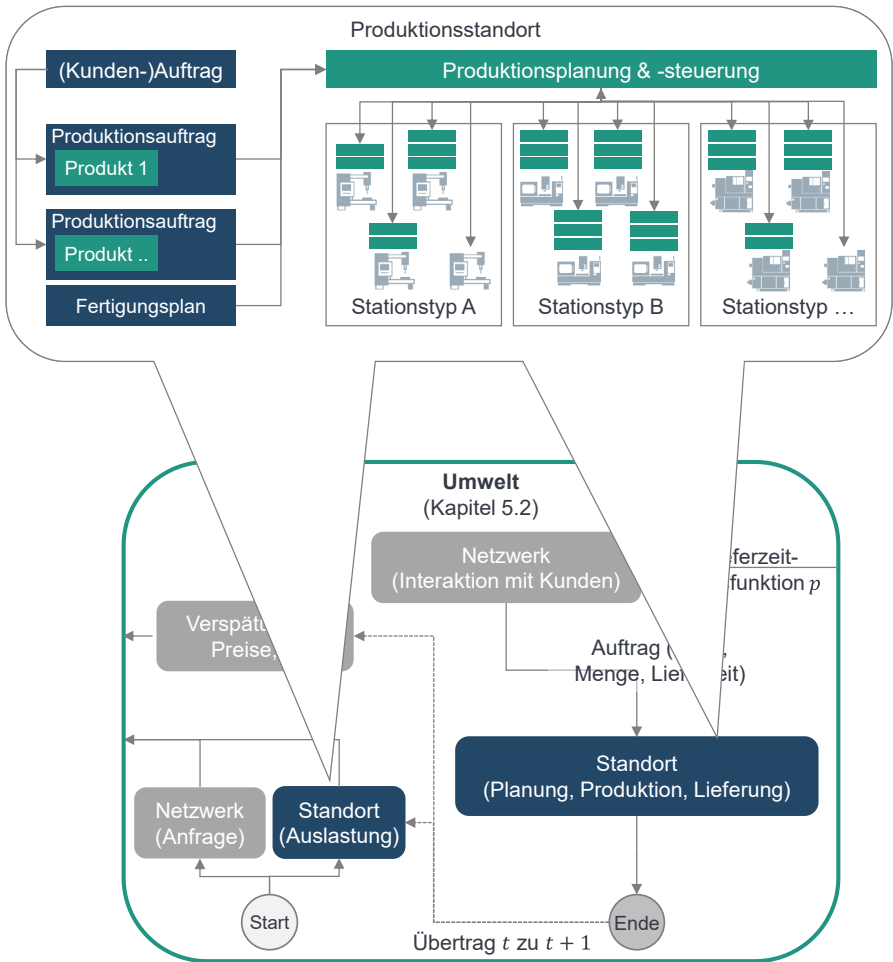 Produktionsstandort
(Kunden-)Auftrag
Produktionsplanung & -steuerung
Produktionsauftrag
Produkt 1
Produktionsauftrag
Produkt ..
Fertigungsplan
Stationstyp A
Stationstyp B
Stationstyp ...
Umwelt
(Kapitel 5.2)
Netzwerk
(Interaktion mit Kunden)
funktion p
Preise,
Auftrag (
Menge,
Standort
(Planung, Produktion, Lieferung)
Netzwerk
(Anfrage)
Standort
(Auslastung)
Start
Ende
Übertrag t zu t + 1